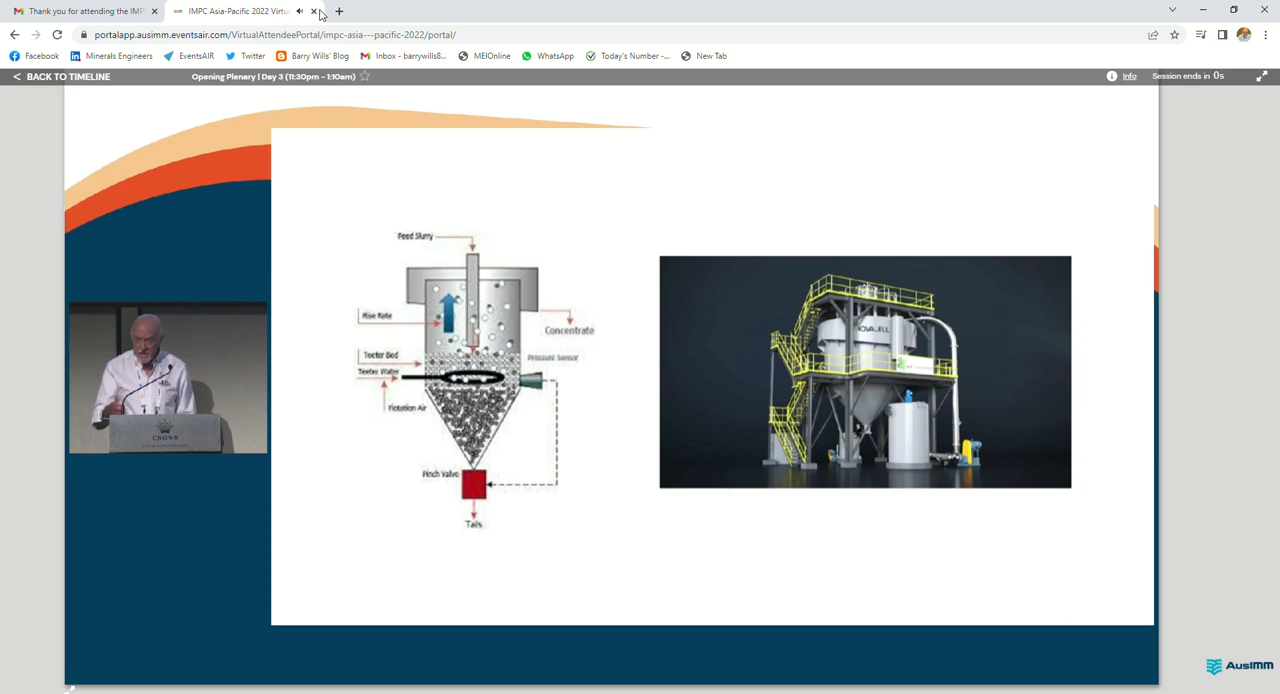 Thank you for attending the IMP
IMPC Asia-Pacific 2022 Virtu
portalapp.ausimm.eventsair.com/VirtualAttendeePortal/impc-asia---pacific-2022/portal/
Facebook
Minerals Engineers
EventsAIR
Twitter
Barry Wills' Blog
Inbox - barrywills8...
MEIOnline
WhatsApp
Today's Number -...
New Tab
< BACK TO TIMELINE
Opening Plenary | Day 3 (11:30pm - 1:10am)
Info
Session ends in 0s
Feed Slurry
Rise Rate
Concentrate
Teeter Bed
Pressure Sensor
Teeter Water
Flotation Air
Pinch Valve
Tails
NOVACELL
CROWN
AusIMM